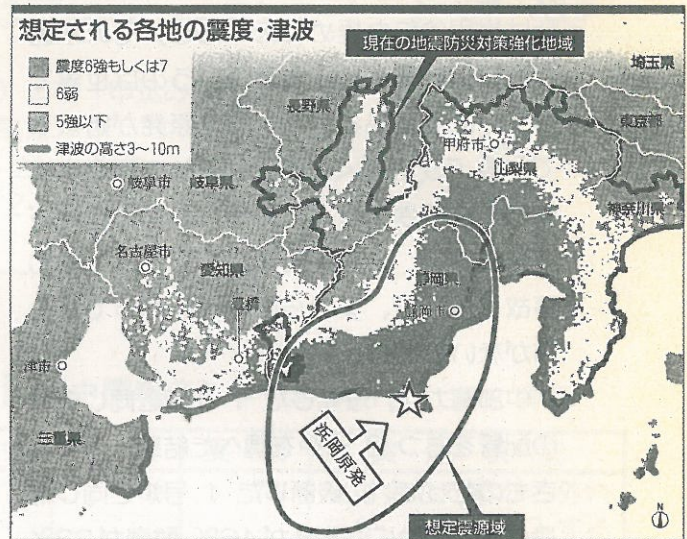 想定される各地の震度・津波
現在の地震防災対策強化地域
震度6強もしくは7
6弱
5強以下
津波の高さ3〜10m
埼玉県
長野県
東京都
甲府市
山梨県
岐阜市
岐阜県
神奈川県
名古屋市
愛知県
静岡県
豊橋
静岡市
津市
三重県
浜岡原発
想定震源域
N